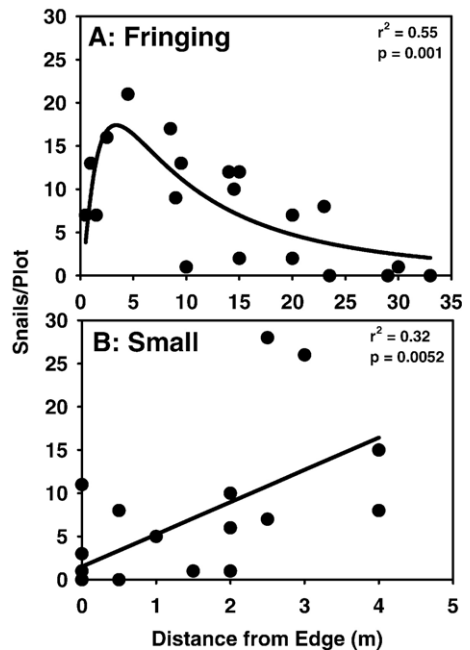 A: Fringing
r² = 0.55
p = 0.001
30
25
20
15
10
5
0
0 5 10 15 20 25 30 35
Snails/Plot
B: Small
r² = 0.32
p = 0.0052
30
25
20
15
10
5
0
0 1 2 3 4 5
Distance from Edge (m)